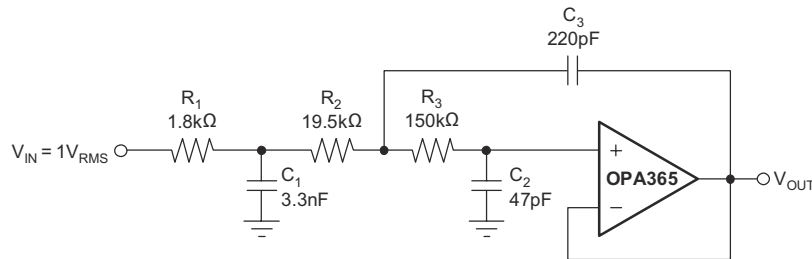 C3
220pF
R1
1.8kΩ
R2
19.5kΩ
R3
150kΩ
VIN = 1VRMS
C1
3.3nF
C2
47pF
+
OPA365
−
VOUT